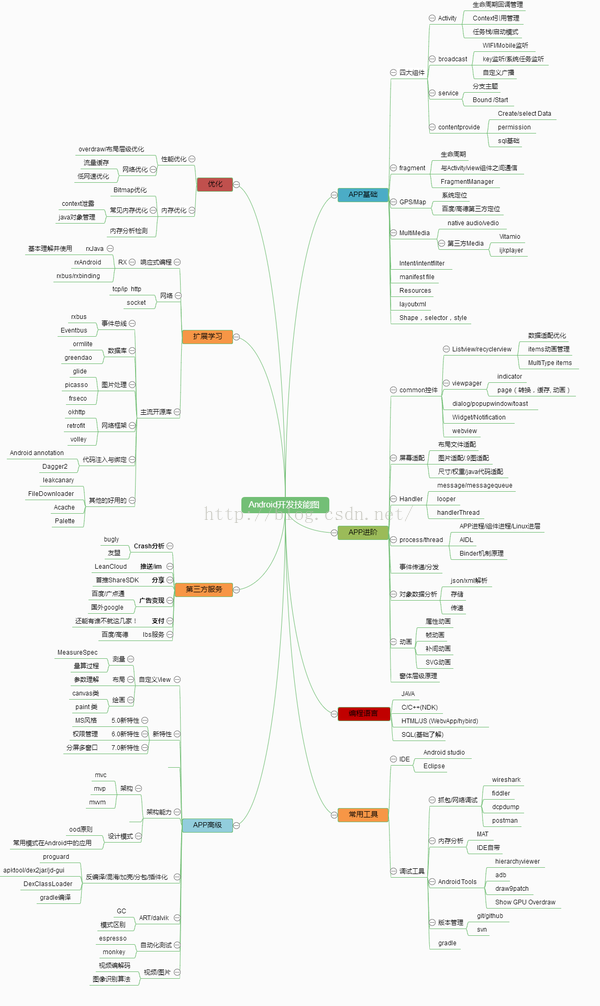 Android开发技能图
http://blog.csdn.net/
APP基础
四大组件
Activity
生命周期回调管理
Context引用管理
任务栈/启动模式
broadcast
WIFI/Mobile监听
key监听/系统任务监听
自定义广播
service
分支主题
Bound /Start
contentprovide
Create/select Data
permission
sql基础
fragment
生命周期
与Activity/view组件之间通信
FragmentManager
GPS/Map
系统定位
百度/高德第三方定位
MultiMedia
native audio/vedio
第三方Media
Vitamio
ijkplayer
Intent/intentfilter
manifest file
Resources
layoutxml
Shape，selector，style
APP进阶
common控件
Listview/recyclerview
数据适配优化
items动画管理
MultiType items
viewpager
indicator
page（转换，缓存, 动画）
dialog/popupwindow/toast
Widget/Notification
webview
屏幕适配
布局文件适配
图片适配/.9图适配
尺寸/权重/java代码适配
Handler
message/messagequeue
looper
handlerThread
process/thread
APP进程/组件进程/Linux进层
AIDL
Binder机制原理
事件传递/分发
对象数据分析
json/xml解析
存储
传递
动画
属性动画
帧动画
补间动画
SVG动画
窗体层级原理
编程语言
JAVA
C/C++(NDK)
HTML/JS (WebvApp/hybird)
SQL(基础了解)
常用工具
IDE
Android studio
Eclipse
调试工具
抓包/网络调试
wireshark
fiddler
dcpdump
postman
内存分析
MAT
IDE自带
Android Tools
hierarchyviewer
adb
draw9patch
Show GPU Overdraw
版本管理
git/github
svn
gradle
优化
性能优化
overdraw/布局层级优化
网络优化
流量缓存
低网速优化
内存优化
Bitmap优化
常见内存优化
context泄露
java对象管理
内存分析检测
扩展学习
响应式编程
RX
rxJava
基本理解并使用
rxAndroid
rxbus/rxbinding
网络
tcp/ip http
socket
主流开源库
事件总线
rxbus
Eventbus
数据库
ormlite
greendao
图片处理
glide
picasso
frseco
网络框架
okhttp
retrofit
volley
代码注入与绑定
Android annotation
Dagger2
其他的好用的
leakcanary
FileDownloader
Acache
Palette
第三方服务
Crash分析
bugly
友盟
推送/im
LeanCloud
分享
首推ShareSDK
广告变现
百度/广点通
国外google
支付
还能有谁不就这几家！
lbs服务
百度/高德
APP高级
自定义View
测量
MeasureSpec
量算过程
布局
参数理解
绘画
canvas类
paint 类
新特性
5.0新特性
MS风格
6.0新特性
权限管理
7.0新特性
分屏多窗口
架构能力
架构
mvc
mvp
mvvm
设计模式
ood原则
常用模式在Android中的应用
反编译/混淆/加壳/分包/插件化
proguard
apktool/dex2jar/jd-gui
DexClassLoader
gradle编译
ART/dalvik
GC
模式区别
自动化测试
espresso
monkey
视频/图片
视频编解码
图像识别算法